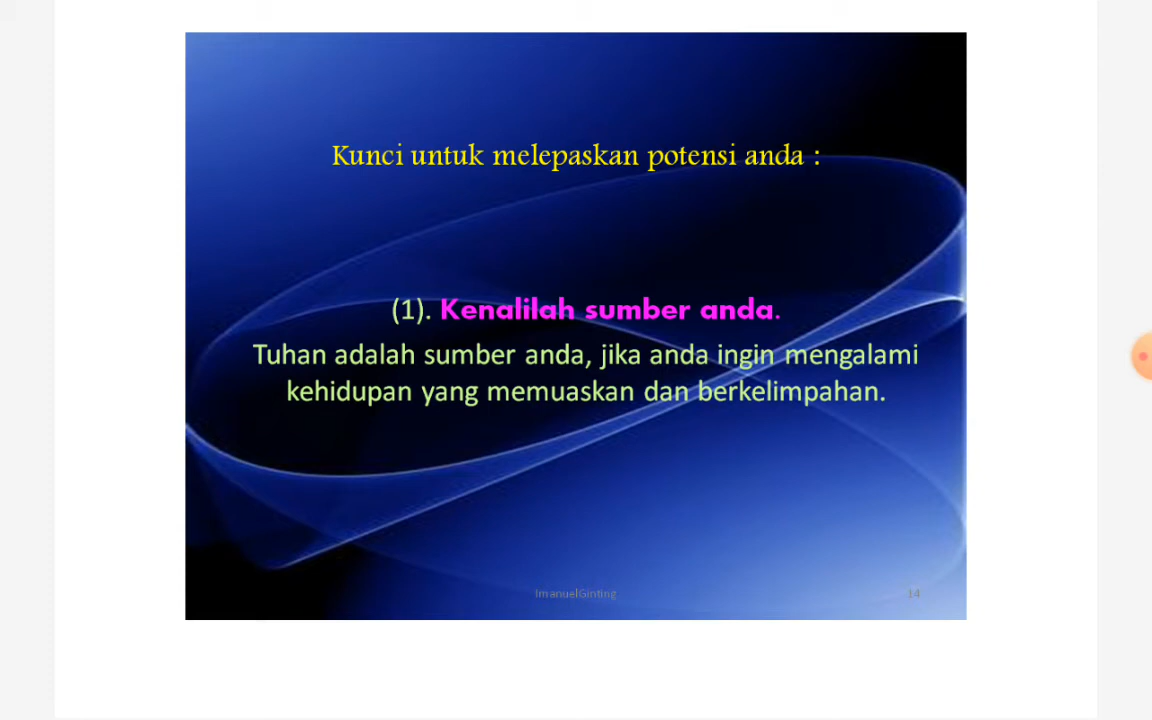 Kunci untuk melepaskan potensi anda :
(1). Kenalilah sumber anda.
Tuhan adalah sumber anda, jika anda ingin mengalami
kehidupan yang memuaskan dan berkelimpahan.
ImanuelGinting
14